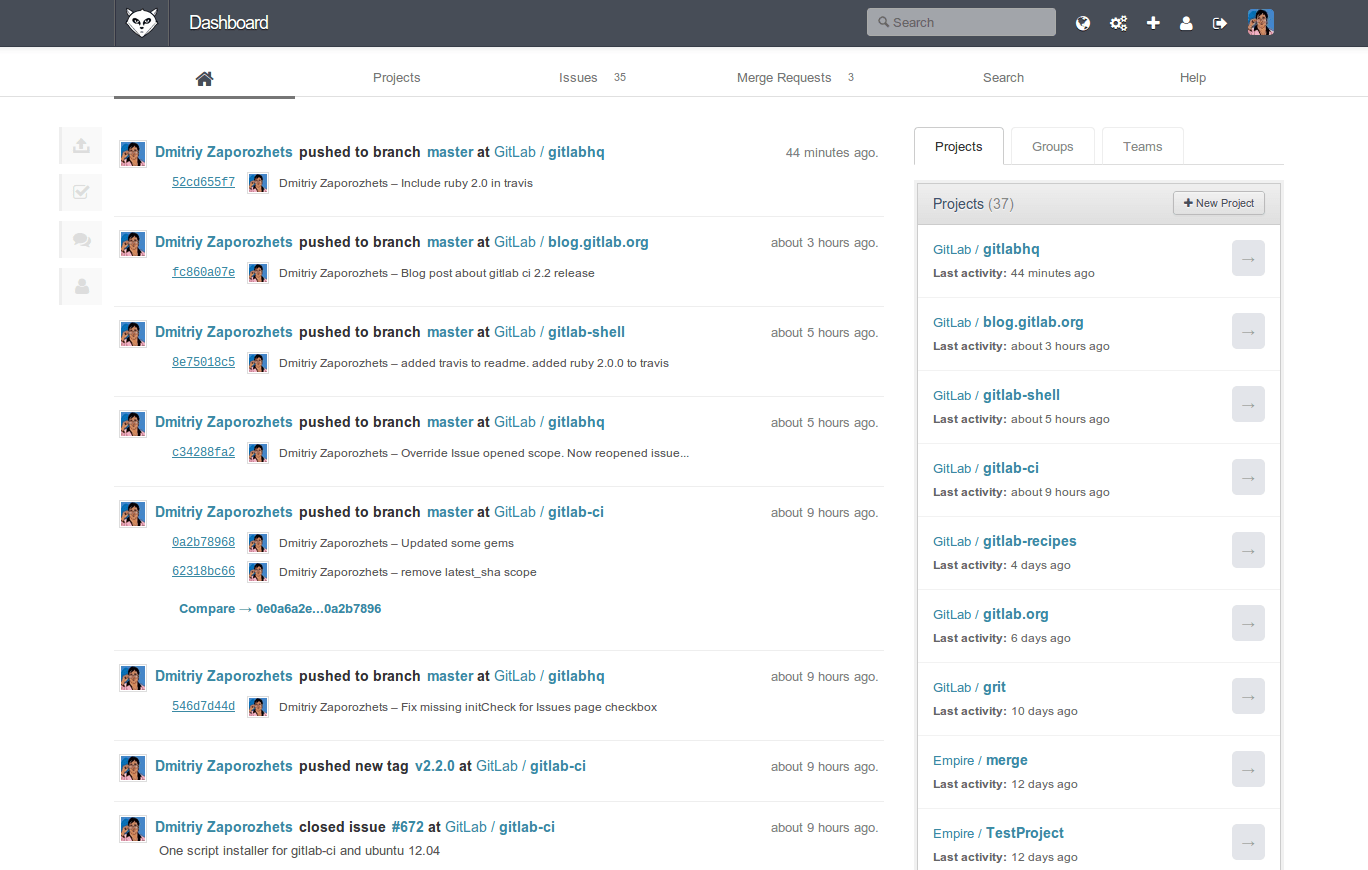 Dashboard
Search
Projects
Issues 35
Merge Requests 3
Search
Help
Dmitriy Zaporozhets pushed to branch master at GitLab / gitlabhq
44 minutes ago.
52cd655f7 Dmitriy Zaporozhets – Include ruby 2.0 in travis
Dmitriy Zaporozhets pushed to branch master at GitLab / blog.gitlab.org
about 3 hours ago.
fc860a07e Dmitriy Zaporozhets – Blog post about gitlab ci 2.2 release
Dmitriy Zaporozhets pushed to branch master at GitLab / gitlab-shell
about 5 hours ago.
8e75018c5 Dmitriy Zaporozhets – added travis to readme. added ruby 2.0.0 to travis
Dmitriy Zaporozhets pushed to branch master at GitLab / gitlabhq
about 5 hours ago.
c34288fa2 Dmitriy Zaporozhets – Override Issue opened scope. Now reopened issue...
Dmitriy Zaporozhets pushed to branch master at GitLab / gitlab-ci
about 9 hours ago.
0a2b78968 Dmitriy Zaporozhets – Updated some gems
62318bc66 Dmitriy Zaporozhets – remove latest_sha scope
Compare → 0e0a6a2e...0a2b7896
Dmitriy Zaporozhets pushed to branch master at GitLab / gitlabhq
about 9 hours ago.
546d7d44d Dmitriy Zaporozhets – Fix missing initCheck for Issues page checkbox
Dmitriy Zaporozhets pushed new tag v2.2.0 at GitLab / gitlab-ci
about 9 hours ago.
Dmitriy Zaporozhets closed issue #672 at GitLab / gitlab-ci
about 9 hours ago.
One script installer for gitlab-ci and ubuntu 12.04
Projects
Groups
Teams
Projects (37)
New Project
GitLab / gitlabhq
Last activity: 44 minutes ago
→
GitLab / blog.gitlab.org
Last activity: about 3 hours ago
→
GitLab / gitlab-shell
Last activity: about 5 hours ago
→
GitLab / gitlab-ci
Last activity: about 9 hours ago
→
GitLab / gitlab-recipes
Last activity: 4 days ago
→
GitLab / gitlab.org
Last activity: 6 days ago
→
GitLab / grit
Last activity: 10 days ago
→
Empire / merge
Last activity: 12 days ago
→
Empire / TestProject
Last activity: 12 days ago
→